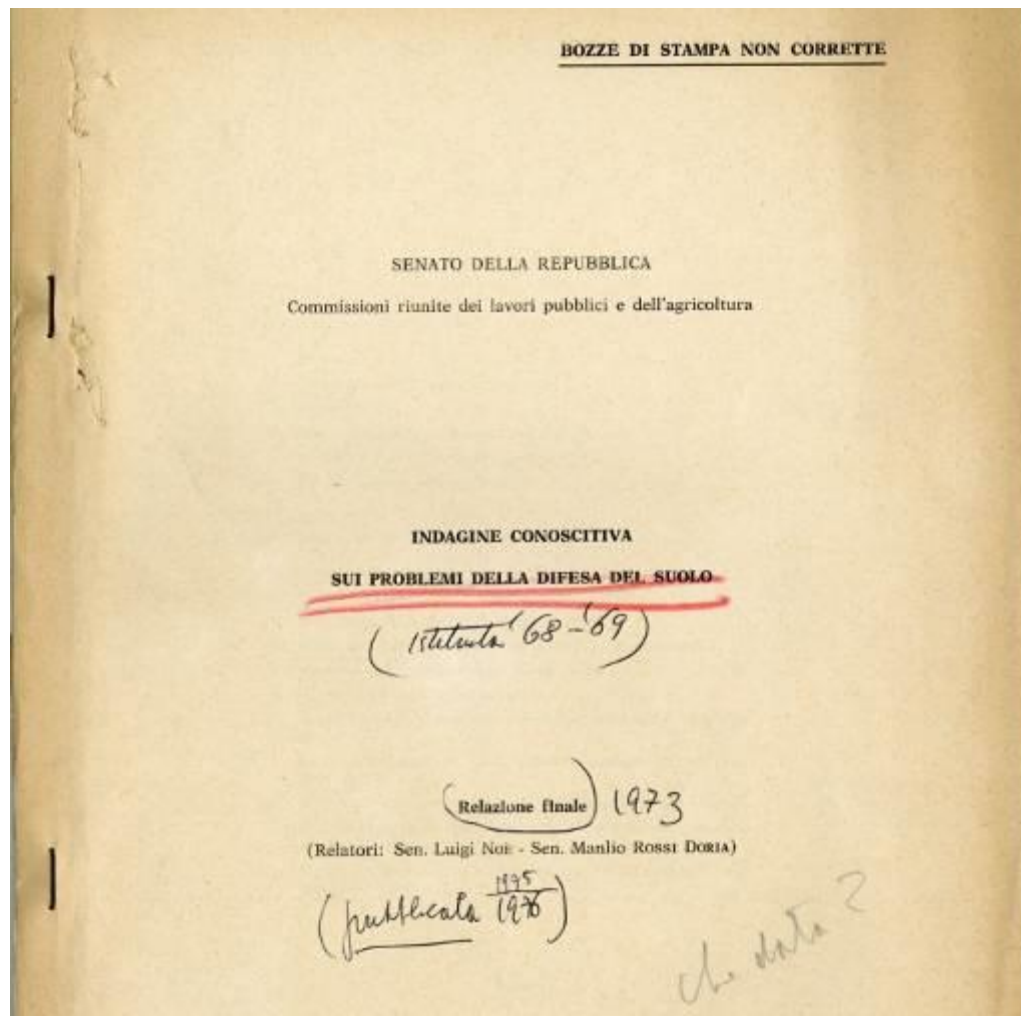 BOZZE DI STAMPA NON CORRETTE
SENATO DELLA REPUBBLICA
Commissioni riunite dei lavori pubblici e dell'agricoltura
INDAGINE CONOSCITIVA
SUI PROBLEMI DELLA DIFESA DEL SUOLO
(istituita '68-'69)
(Relazione finale) 1973
(Relatori: Sen. Luigi Noè - Sen. Manlio Rossi Doria)
1975
(pubblicata 1976)
che data?